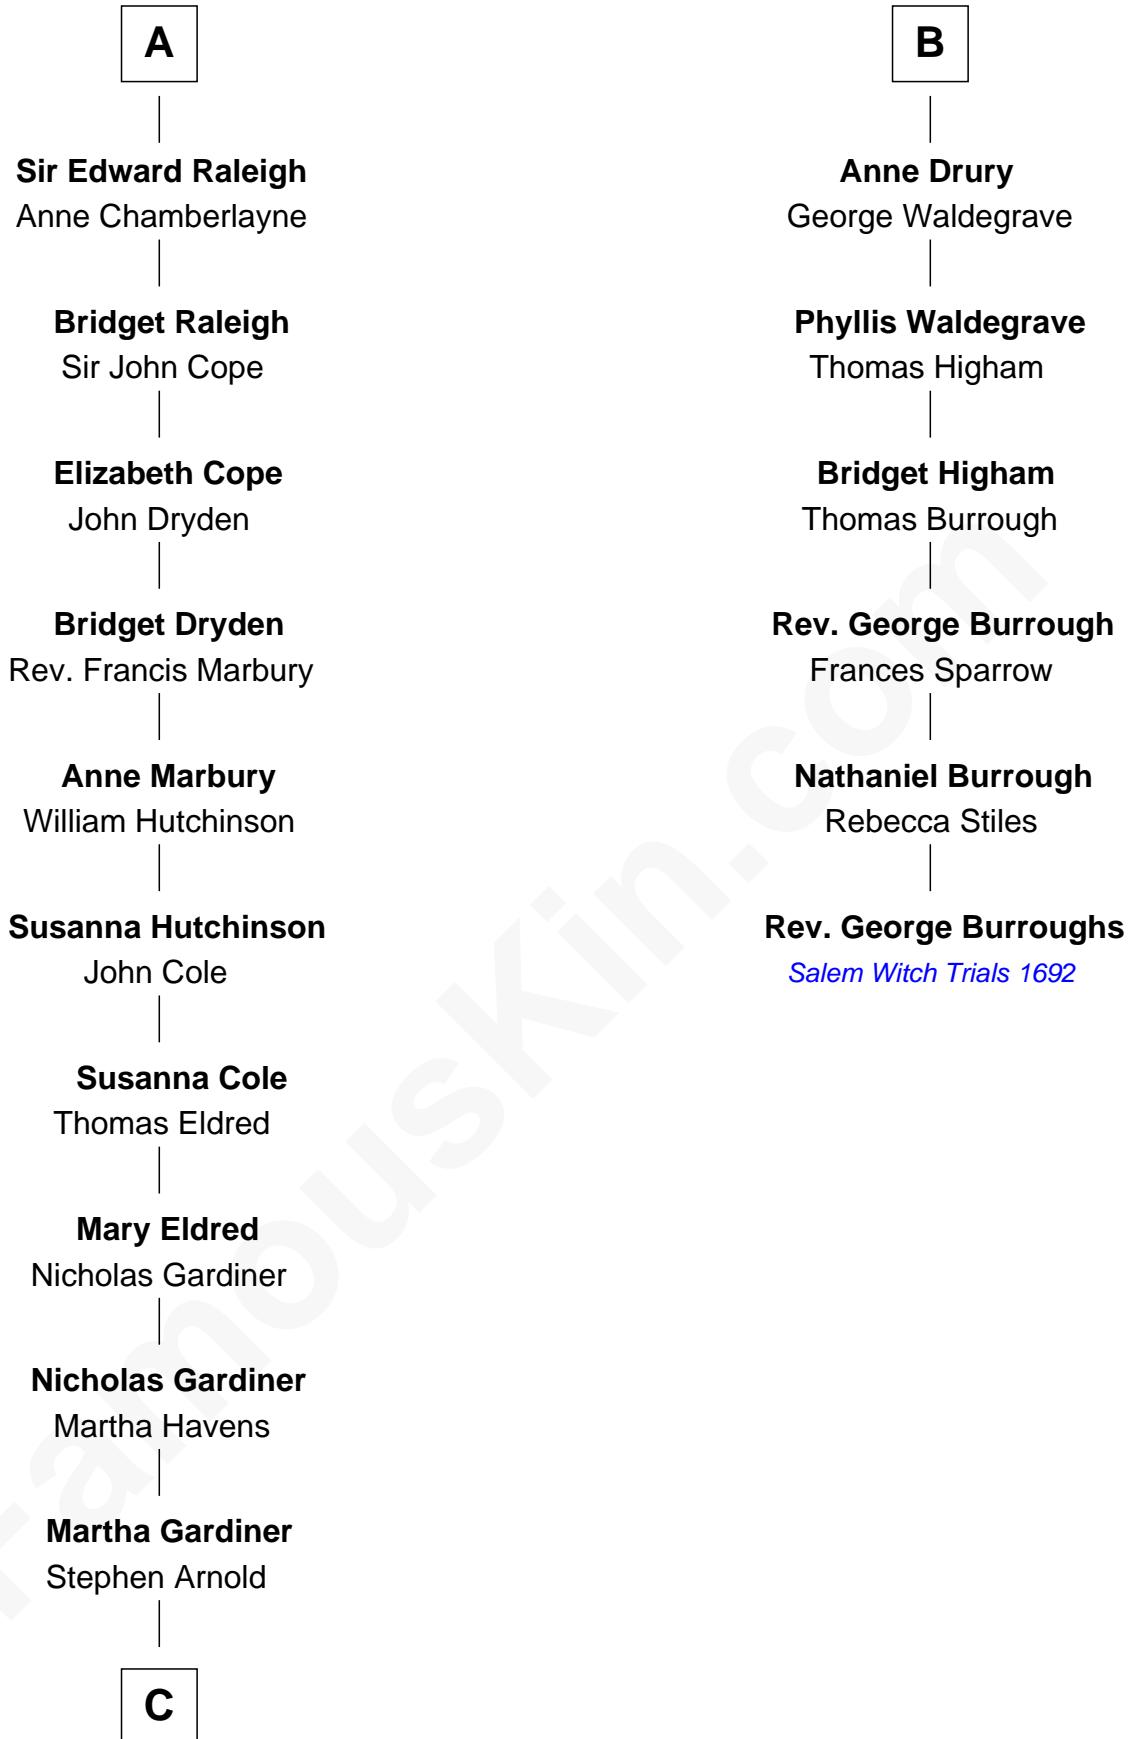 A
Sir Edward Raleigh
Anne Chamberlayne
Bridget Raleigh
Sir John Cope
Elizabeth Cope
John Dryden
Bridget Dryden
Rev. Francis Marbury
Anne Marbury
William Hutchinson
Susanna Hutchinson
John Cole
Susanna Cole
Thomas Eldred
Mary Eldred
Nicholas Gardiner
Nicholas Gardiner
Martha Havens
Martha Gardiner
Stephen Arnold
C
B
Anne Drury
George Waldegrave
Phyllis Waldegrave
Thomas Higham
Bridget Higham
Thomas Burrough
Rev. George Burrough
Frances Sparrow
Nathaniel Burrough
Rebecca Stiles
Rev. George Burroughs
Salem Witch Trials 1692
FamousKin.com